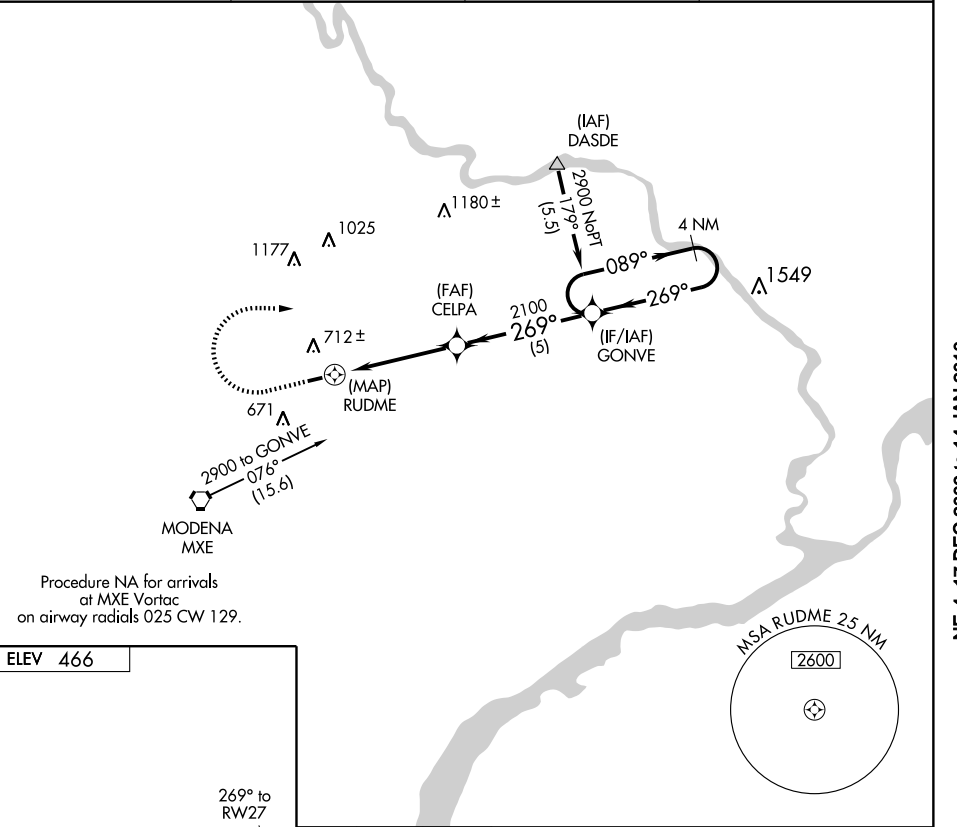 (IAF)
DASDE
2900 NoPT
179°
(5.5)
1180 ±
1025
1177
4 NM
089°
269°
1549
(FAF)
CELPA
2100
269°
(5)
(IF/IAF)
GONVE
712 ±
(MAP)
RUDME
671
2900 to GONVE
076°
(15.6)
MODENA
MXE
Procedure NA for arrivals
at MXE Vortac
on airway radials 025 CW 129.
ELEV 466
269° to
RW27
MSA RUDME 25 NM
2600